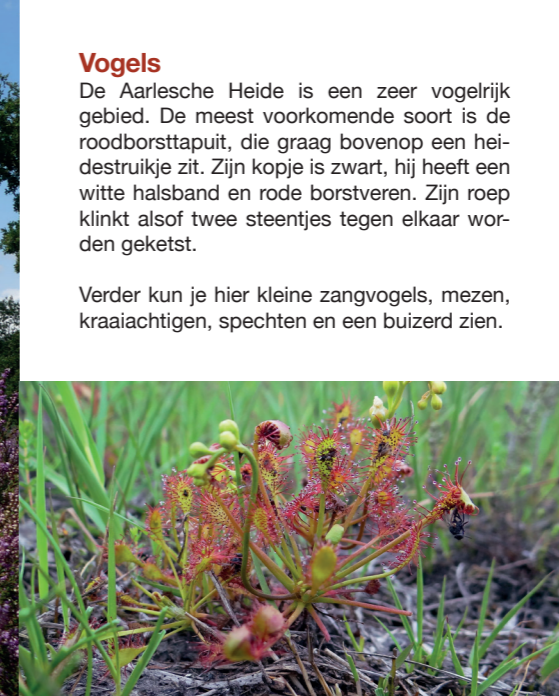 Vogels
De Aarlesche Heide is een zeer vogelrijk
gebied. De meest voorkomende soort is de
roodborsttapuit, die graag bovenop een hei-
destruikje zit. Zijn kopje is zwart, hij heeft een
witte halsband en rode borstveren. Zijn roep
klinkt alsof twee steentjes tegen elkaar wor-
den geketst.
Verder kun je hier kleine zangvogels, mezen,
kraaiachtigen, spechten en een buizerd zien.